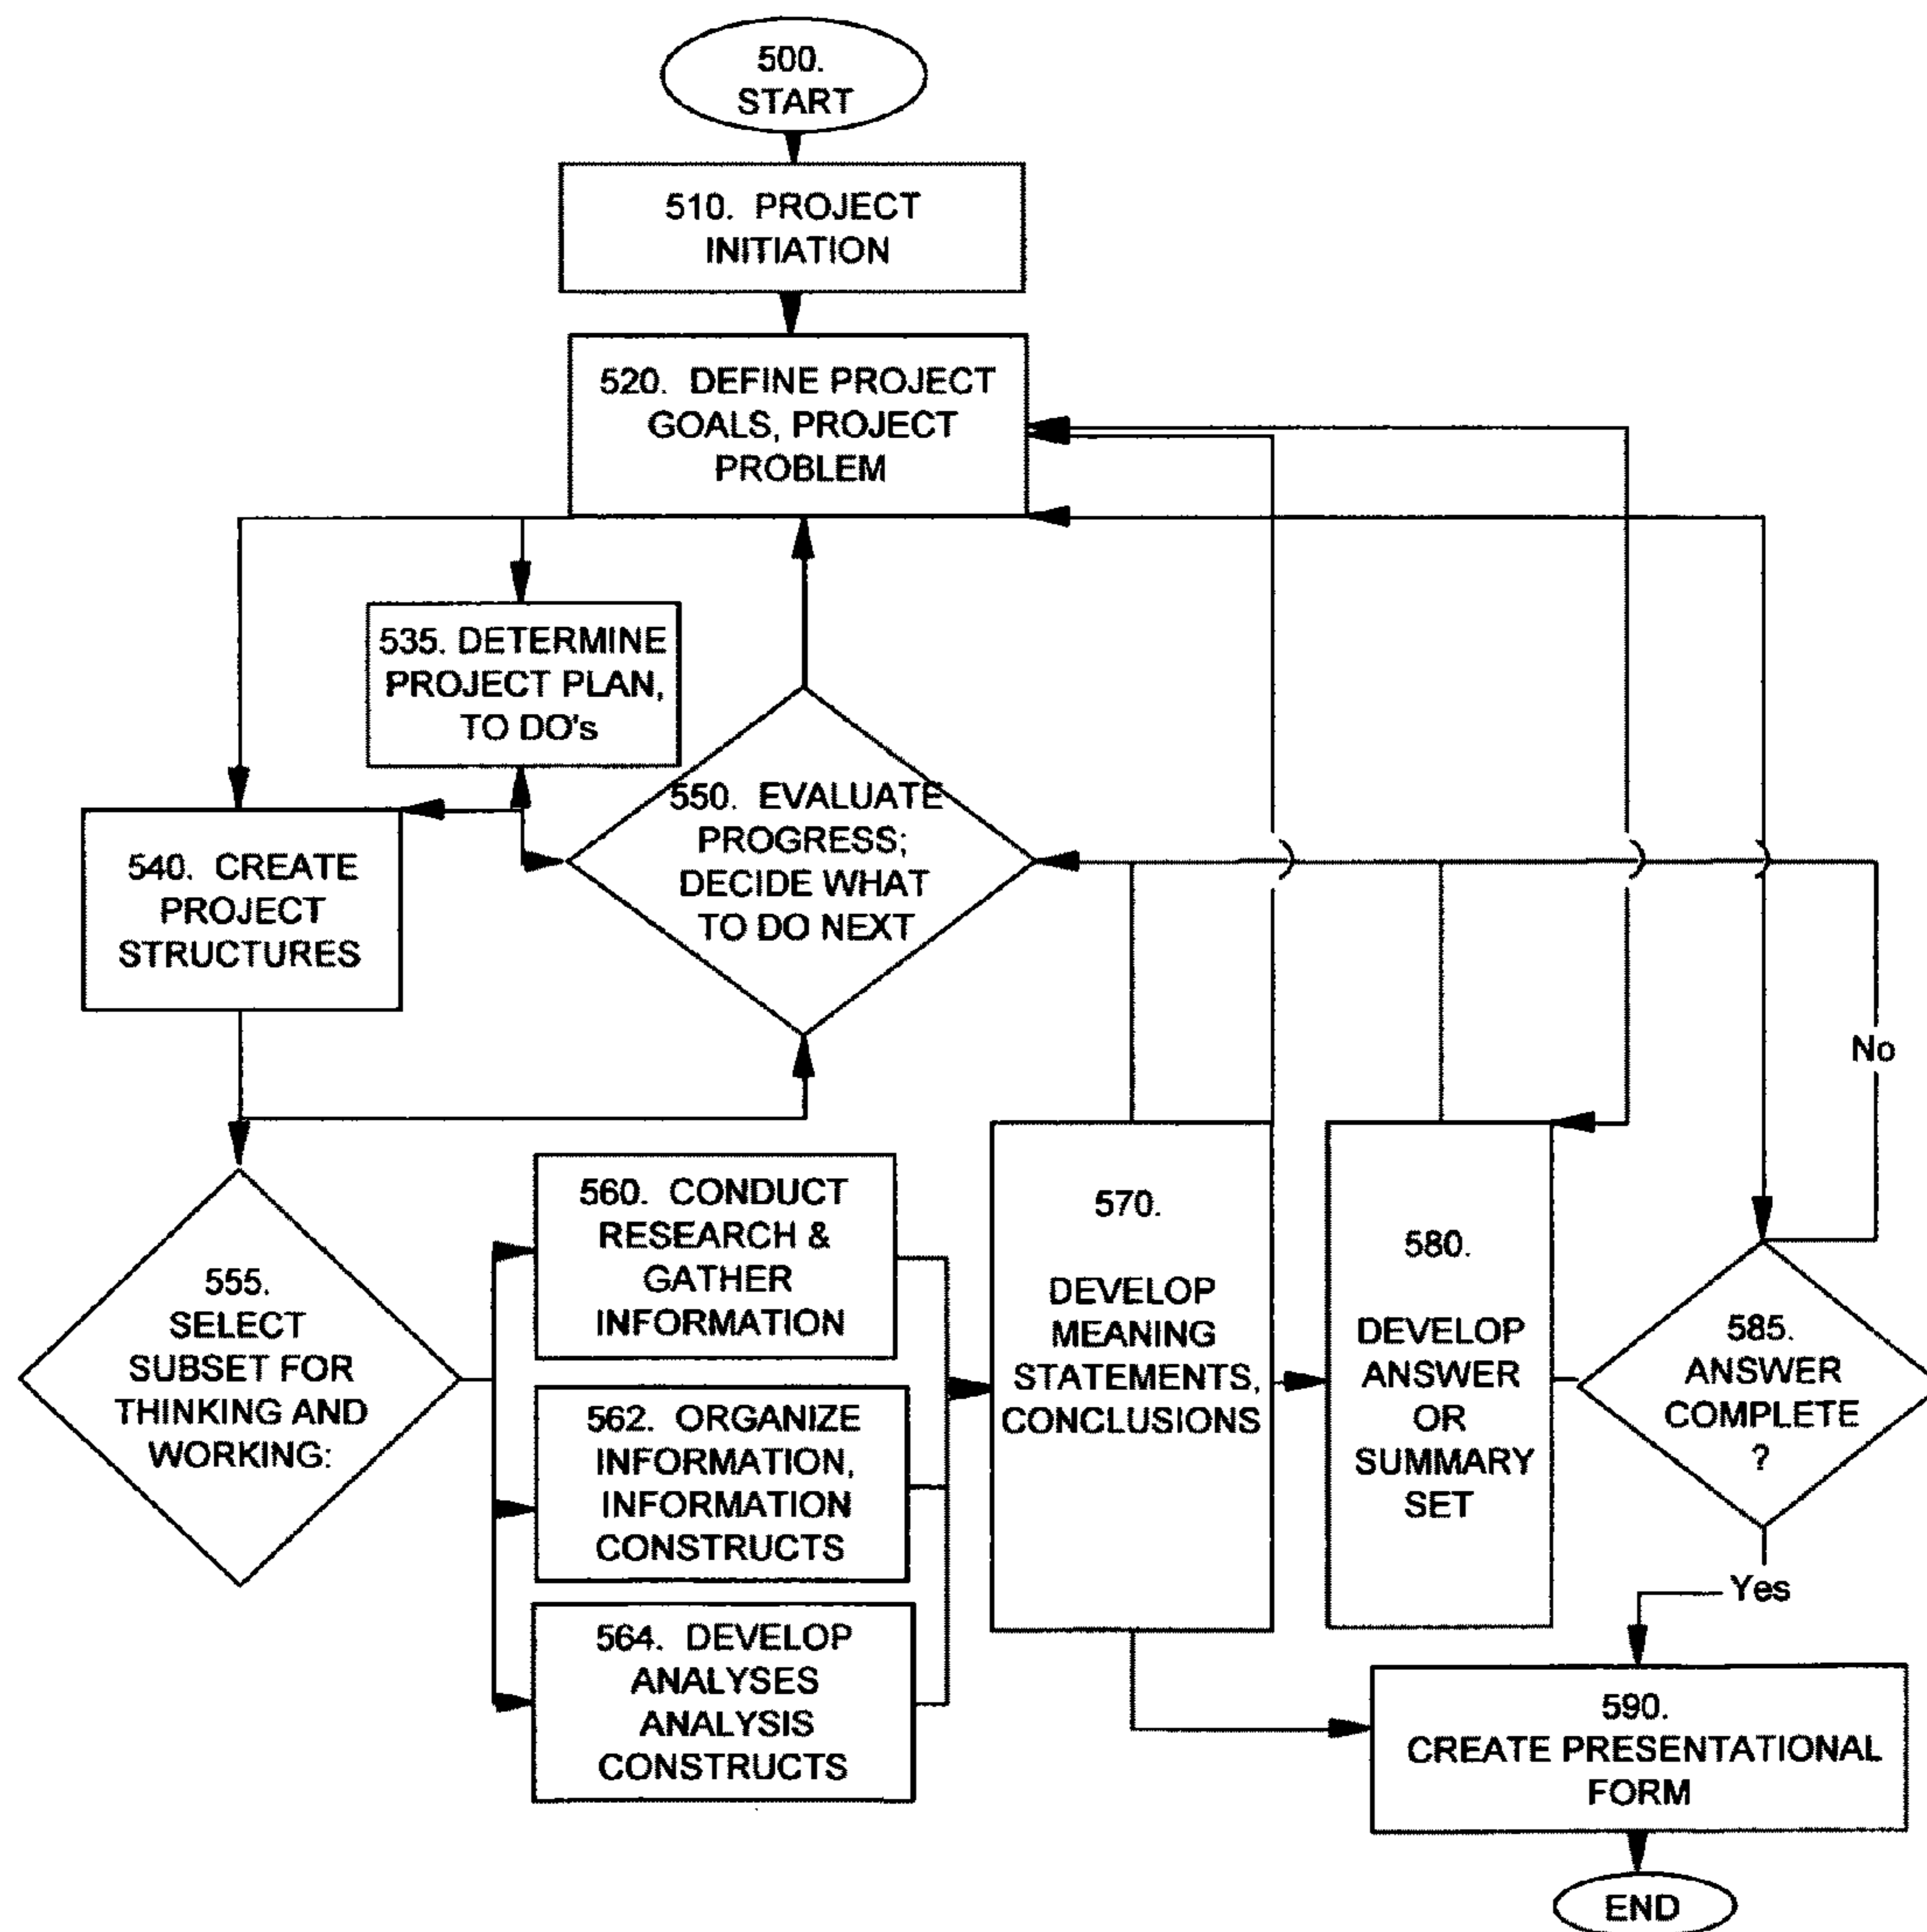 500.
START
510. PROJECT
INITIATION
520. DEFINE PROJECT
GOALS, PROJECT
PROBLEM
535. DETERMINE
PROJECT PLAN,
TO DO's
540. CREATE
PROJECT
STRUCTURES
550. EVALUATE
PROGRESS;
DECIDE WHAT
TO DO NEXT
No
555.
SELECT
SUBSET FOR
THINKING AND
WORKING:
560. CONDUCT
RESEARCH &
GATHER
INFORMATION
562. ORGANIZE
INFORMATION,
INFORMATION
CONSTRUCTS
564. DEVELOP
ANALYSES
ANALYSIS
CONSTRUCTS
570.
DEVELOP
MEANING
STATEMENTS,
CONCLUSIONS
580.
DEVELOP
ANSWER
OR
SUMMARY
SET
585.
ANSWER
COMPLETE
?
Yes
590.
CREATE PRESENTATIONAL
FORM
END